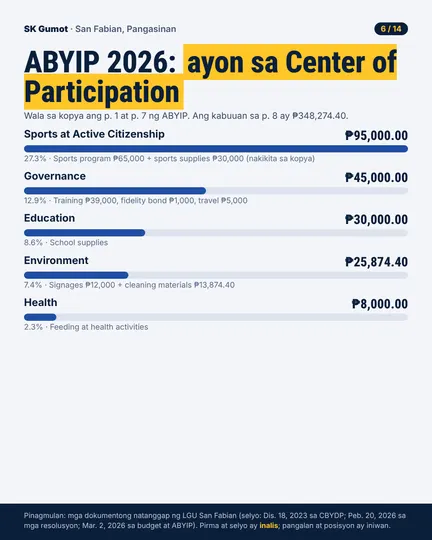 SK Gumot · San Fabian, Pangasinan
6 / 14
ABYIP 2026: ayon sa Center of
Participation
Wala sa kopya ang p. 1 at p. 7 ng ABYIP. Ang kabuuan sa p. 8 ay ₱348,274.40.
Sports at Active Citizenship
₱95,000.00
27.3% · Sports program ₱65,000 + sports supplies ₱30,000 (nakikita sa kopya)
Governance
₱45,000.00
12.9% · Training ₱39,000, fidelity bond ₱1,000, travel ₱5,000
Education
₱30,000.00
8.6% · School supplies
Environment
₱25,874.40
7.4% · Signages ₱12,000 + cleaning materials ₱13,874.40
Health
₱8,000.00
2.3% · Feeding at health activities
Pinagmulan: mga dokumentong natanggap ng LGU San Fabian (selyo: Dis. 18, 2023 sa CBYDP; Peb. 20, 2026 sa
mga resolusyon; Mar. 2, 2026 sa budget at ABYIP). Pirma at selyo ay inalis; pangalan at posisyon ay iniwan.